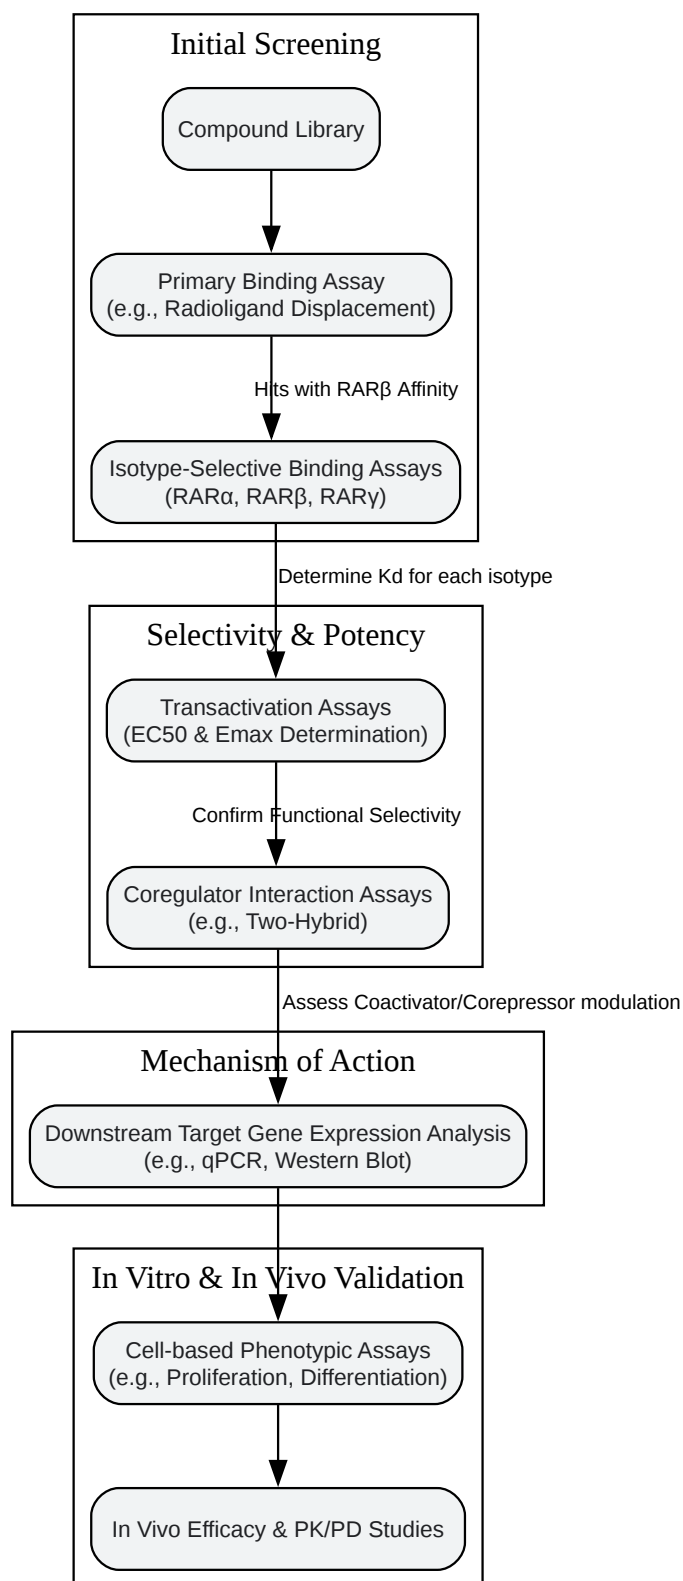 Initial Screening
Compound Library
Primary Binding Assay
(e.g., Radioligand Displacement)
Hits with RARβ Affinity
Isotype-Selective Binding Assays
(RARα, RARβ, RARγ)
Determine Kd for each isotype
Selectivity & Potency
Transactivation Assays
(EC50 & Emax Determination)
Confirm Functional Selectivity
Coregulator Interaction Assays
(e.g., Two-Hybrid)
Assess Coactivator/Corepressor modulation
Mechanism of Action
Downstream Target Gene Expression Analysis
(e.g., qPCR, Western Blot)
In Vitro & In Vivo Validation
Cell-based Phenotypic Assays
(e.g., Proliferation, Differentiation)
In Vivo Efficacy & PK/PD Studies